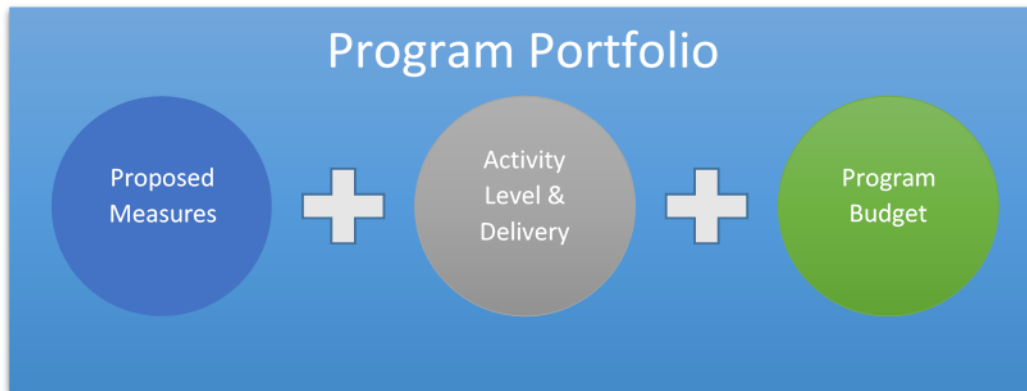 Program Portfolio
Proposed
Measures
Activity
Level &
Delivery
Program
Budget